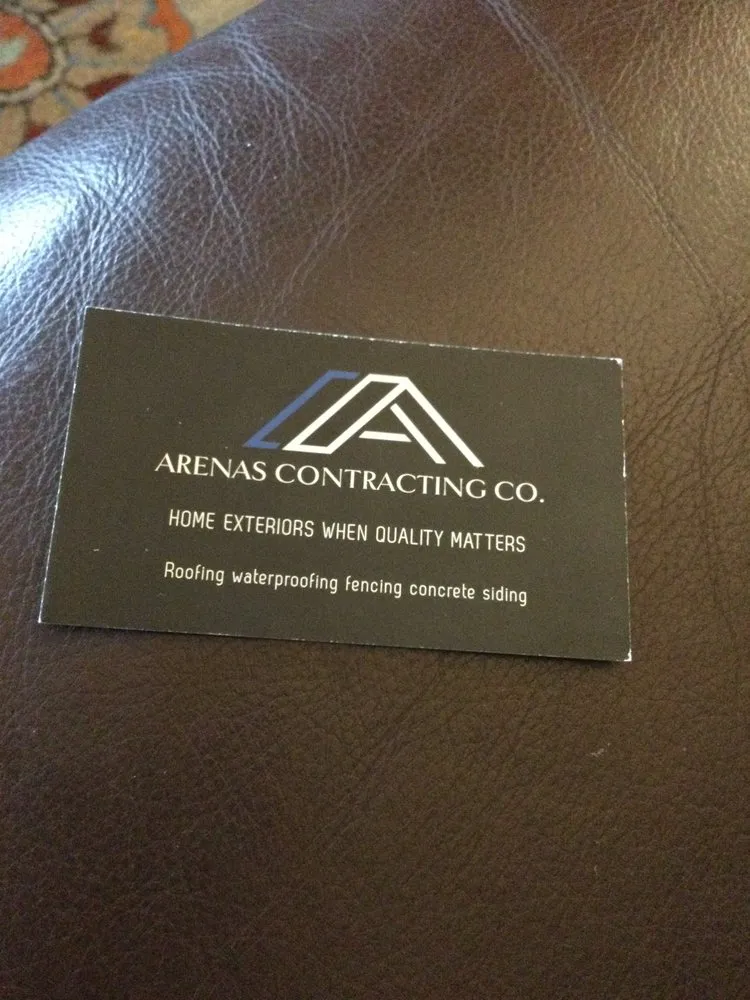 ARENAS CONTRACTING CO.
HOME EXTERIORS WHEN QUALITY MATTERS
Roofing waterproofing fencing concrete siding